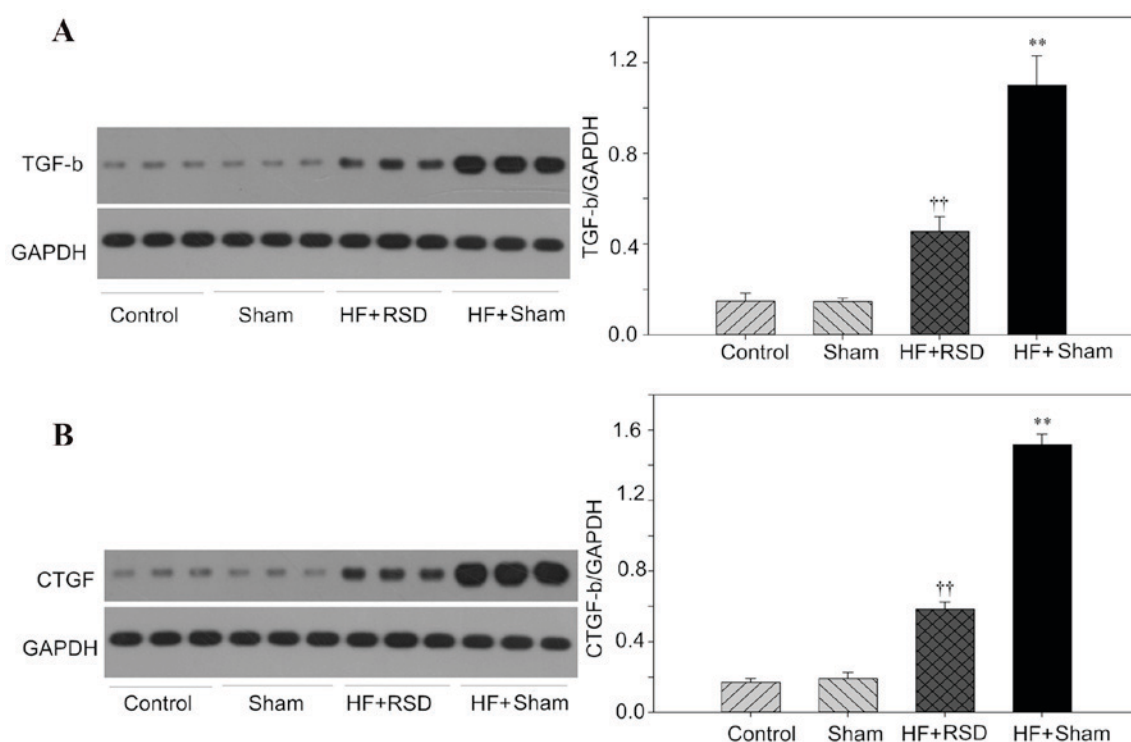 A
TGF-b
GAPDH
Control Sham HF+RSD HF+Sham
TGF-b/GAPDH
1.2
0.8
0.4
0.0
**
††
Control Sham HF+RSD HF+Sham
B
CTGF
GAPDH
Control Sham HF+RSD HF+Sham
CTGF-b/GAPDH
1.6
1.2
0.8
0.4
0.0
**
††
Control Sham HF+RSD HF+Sham